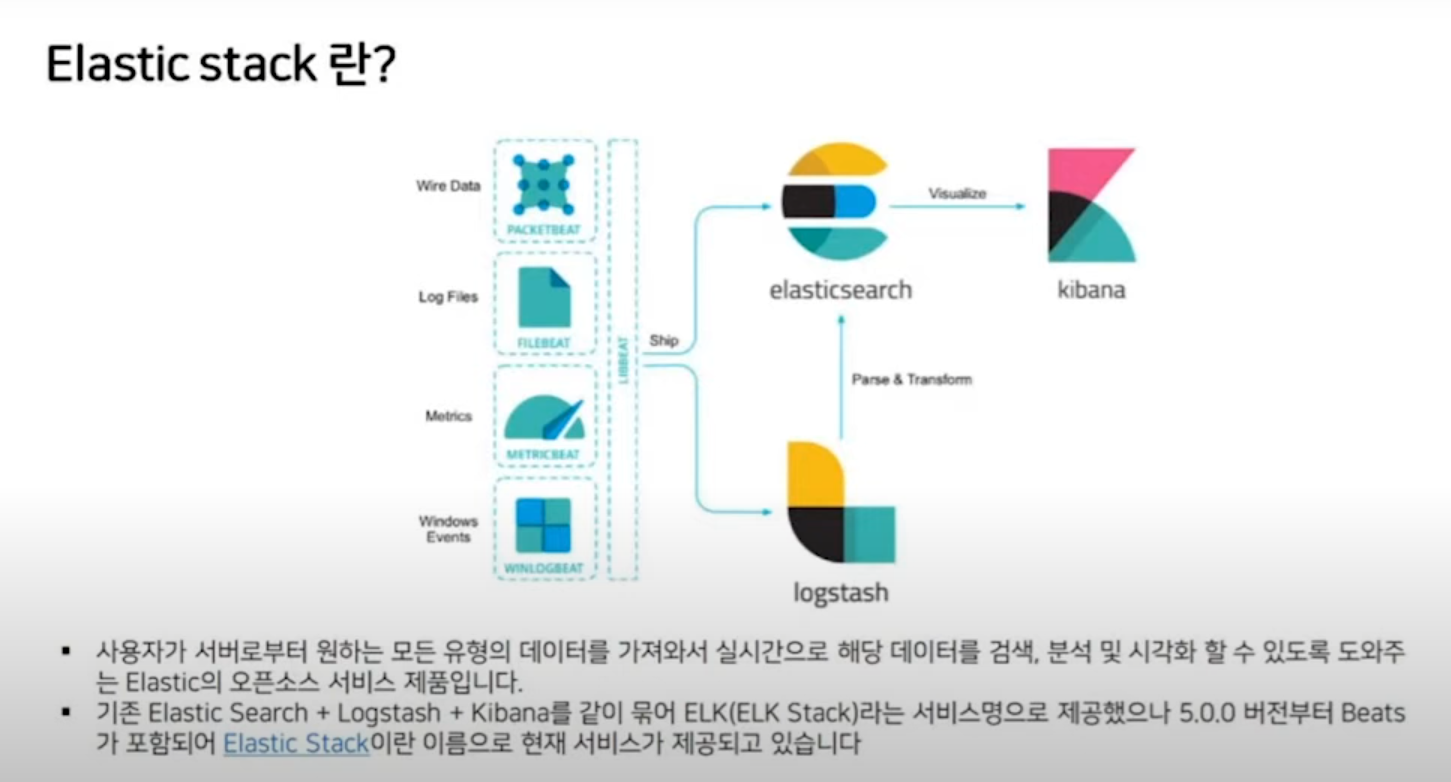 Elastic stack 란?
Wire Data
PACKETBEAT
Log Files
FILEBEAT
Metrics
METRICBEAT
Windows
Events
WINLOGBEAT
LIBBEAT
Ship
elasticsearch
Visualize
kibana
Parse & Transform
logstash
▪ 사용자가 서버로부터 원하는 모든 유형의 데이터를 가져와서 실시간으로 해당 데이터를 검색, 분석 및 시각화 할 수 있도록 도와주
는 Elastic의 오픈소스 서비스 제품입니다.
▪ 기존 Elastic Search + Logstash + Kibana를 같이 묶어 ELK(ELK Stack)라는 서비스명으로 제공했으나 5.0.0 버전부터 Beats
가 포함되어 Elastic Stack이란 이름으로 현재 서비스가 제공되고 있습니다